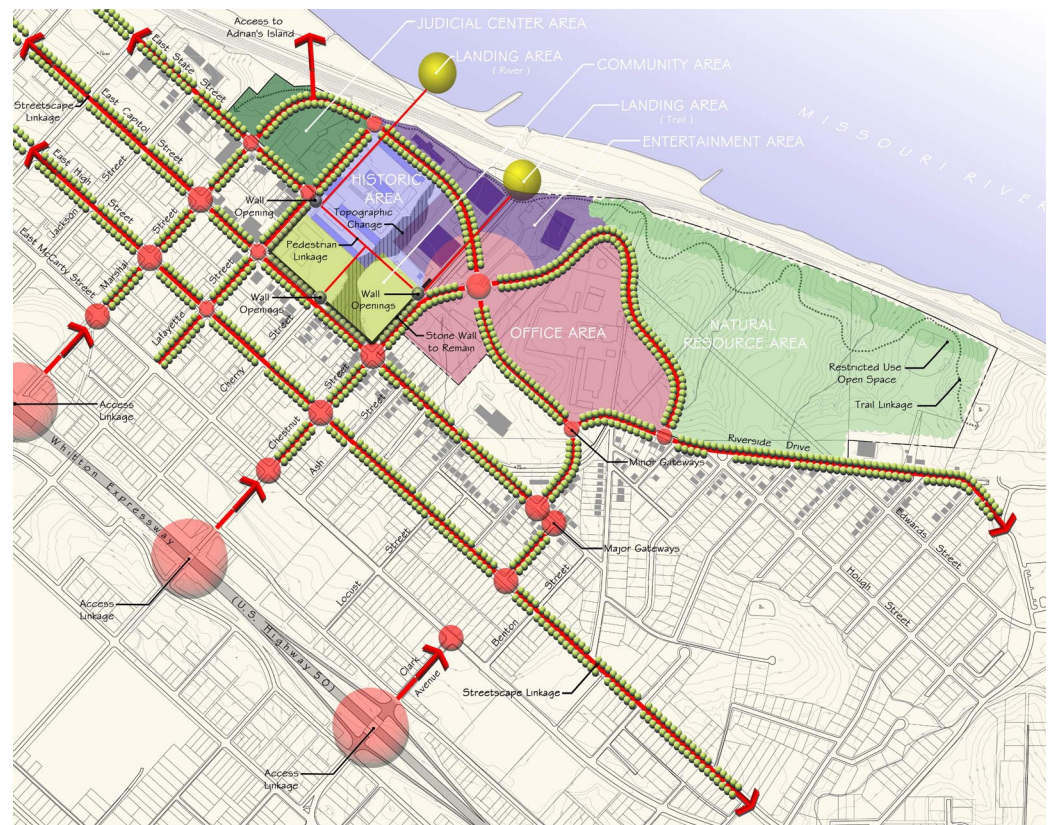 Access to
Adrian's Island
JUDICIAL CENTER AREA
LANDING AREA
( River )
COMMUNITY AREA
LANDING AREA
( Trail )
ENTERTAINMENT AREA
MISSOURI RIVER
East State Street
Streetscape
Linkage
East Capitol Street
East High Street
Jackson Street
East McCarty Street
Marshal Street
Lafayette Street
Cherry Street
Wall
Opening
HISTORIC
AREA
Topographic
Change
Pedestrian
Linkage
Wall
Openings
Wall
Openings
Stone Wall
to Remain
OFFICE AREA
NATURAL
RESOURCE AREA
Restricted Use
Open Space
Trail Linkage
Riverside Drive
Minor Gateways
Major Gateways
Access
Linkage
Whitton Expressway
(U.S. Highway 50)
Chestnut Street
Ash Street
Locust Street
Benton Street
Clark
Avenue
Edwards Street
Hough Street
Access
Linkage
Streetscape Linkage
Access
Linkage